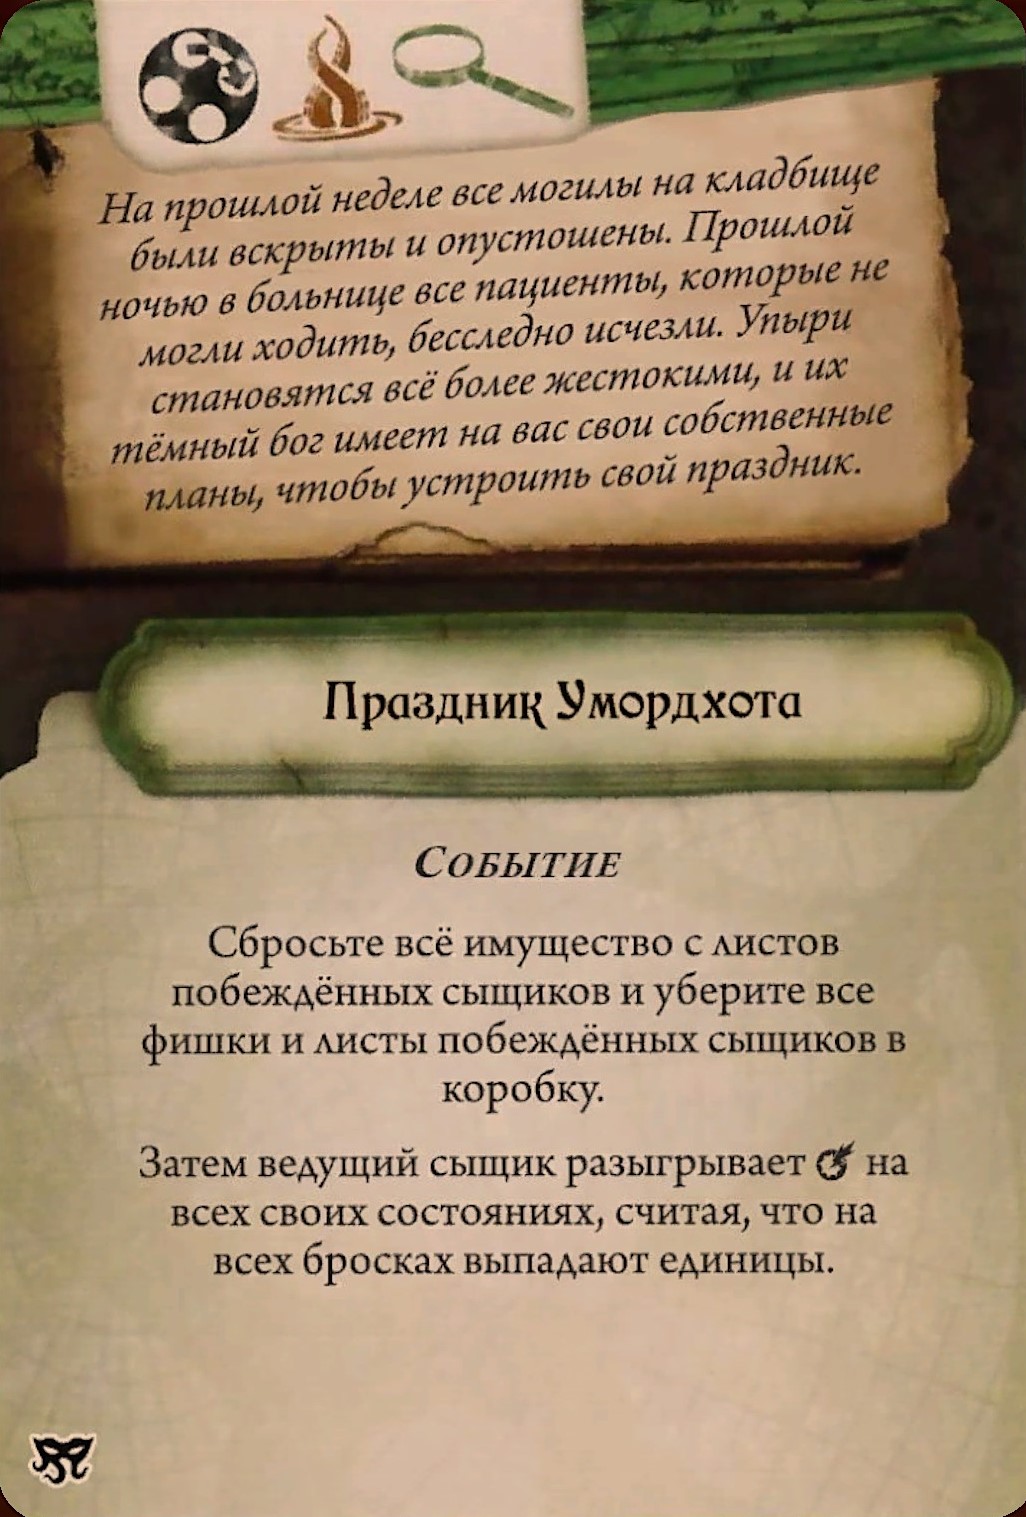 На прошлой неделе все могилы на кладбище
были вскрыты и опустошены. Прошлой
ночью в больнице все пациенты, которые не
могли ходить, бесследно исчезли. Упыри
становятся всё более жестокими, и их
тёмный бог имеет на вас свои собственные
планы, чтобы устроить свой праздник.
Праздник Умордхота
Событие
Сбросьте всё имущество с листов
побеждённых сыщиков и уберите все
фишки и листы побеждённых сыщиков в
коробку.
Затем ведущий сыщик разыгрывает на
всех своих состояниях, считая, что на
всех бросках выпадают единицы.